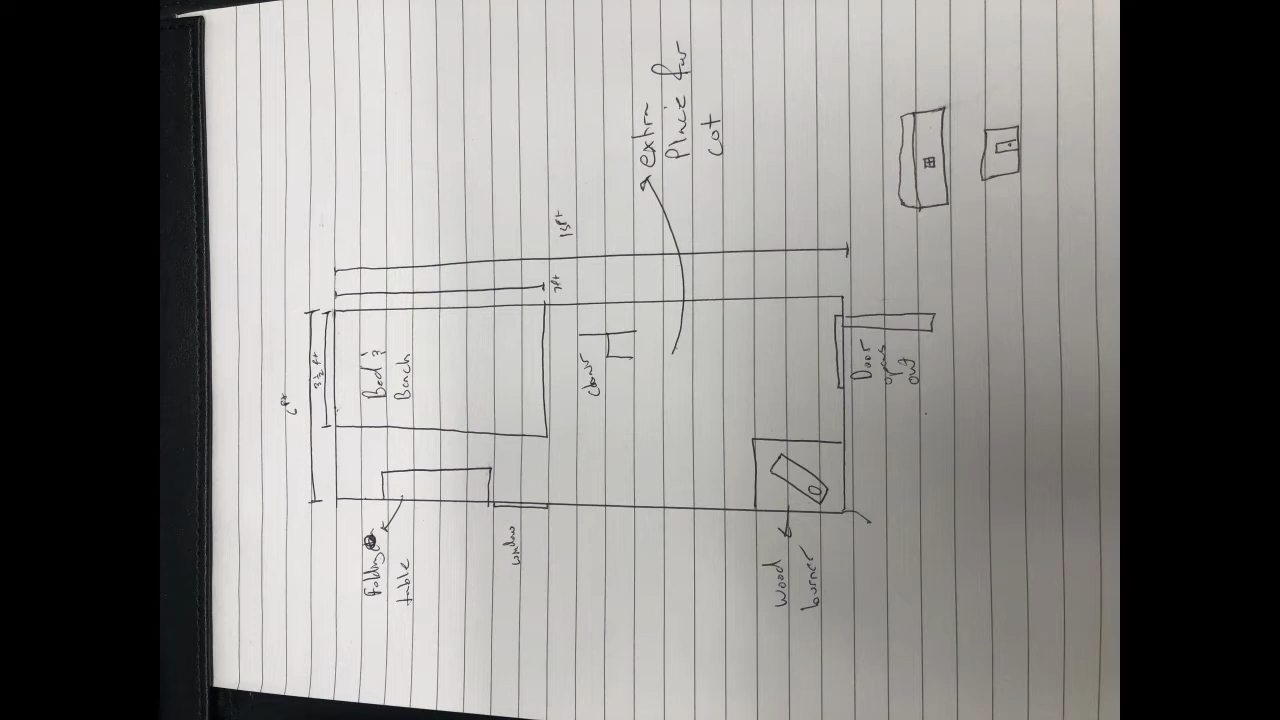 6ft
3½ ft
Bed &
Bench
7ft
Chair
extra
Place for
cot
Folding
table
window
Wood
burner
Door
opens
out